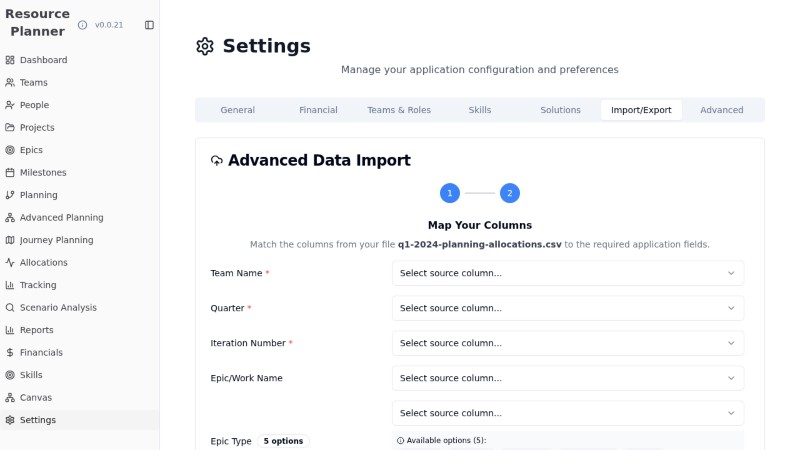 Resource
Planner
v0.0.21
Dashboard
Teams
People
Projects
Epics
Milestones
Planning
Advanced Planning
Journey Planning
Allocations
Tracking
Scenario Analysis
Reports
Financials
Skills
Canvas
Settings
Settings
Manage your application configuration and preferences
General Financial Teams & Roles Skills Solutions Import/Export Advanced
Advanced Data Import
1 2
Map Your Columns
Match the columns from your file q1-2024-planning-allocations.csv to the required application fields.
Team Name * Select source column...
Quarter * Select source column...
Iteration Number * Select source column...
Epic/Work Name Select source column...
Select source column...
Epic Type 5 options Available options (5):